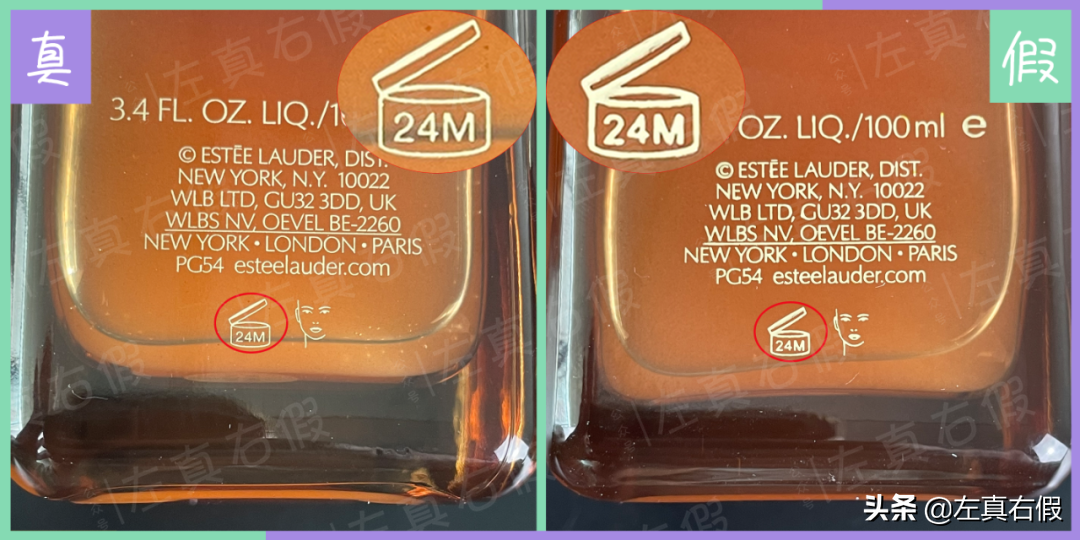 真
24M
3.4 FL. OZ. LIQ./1
© ESTĒE LAUDER, DIST.
NEW YORK, N.Y. 10022
WLB LTD, GU32 3DD, UK
WLBS NV, OEVEL BE-2260
NEW YORK • LONDON • PARIS
PG54 esteelauder.com
24M
假
24M
OZ. LIQ./100 ml e
© ESTĒE LAUDER, DIST.
NEW YORK, N.Y. 10022
WLB LTD, GU32 3DD, UK
WLBS NV, OEVEL BE-2260
NEW YORK • LONDON • PARIS
PG54 esteelauder.com
24M
头条 @左真右假